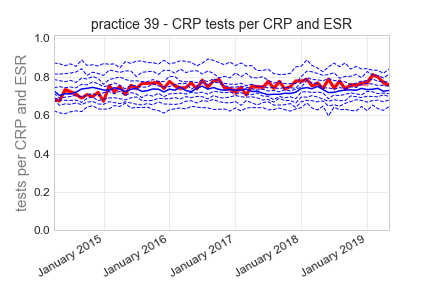 practice 39 - CRP tests per CRP and ESR
tests per CRP and ESR
1.0
0.8
0.6
0.4
0.2
0.0
January 2015
January 2016
January 2017
January 2018
January 2019